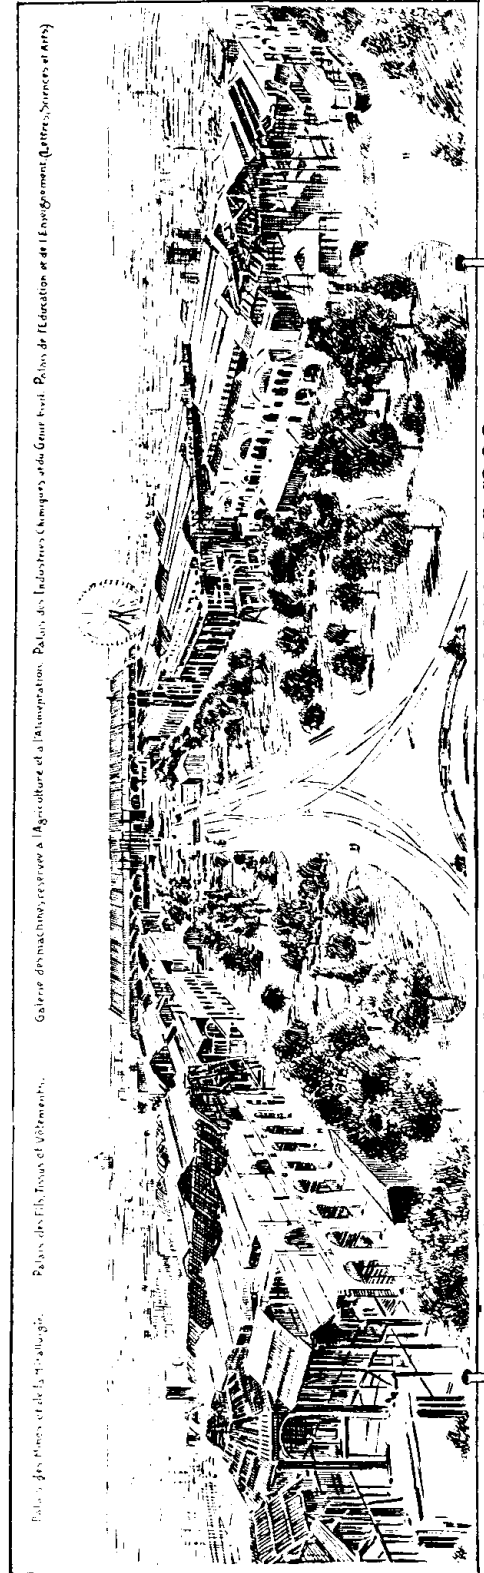 Palais des Mines et de la Métallurgie. Palais des Fils, Tissus et Vêtements. Galerie des machines, réservée à l'Agriculture et à l'Alimentation. Palais des Industries Chimiques et du Génie Civil. Palais de l'Education et de l'Enseignement. (Lettres, Sciences et Arts)